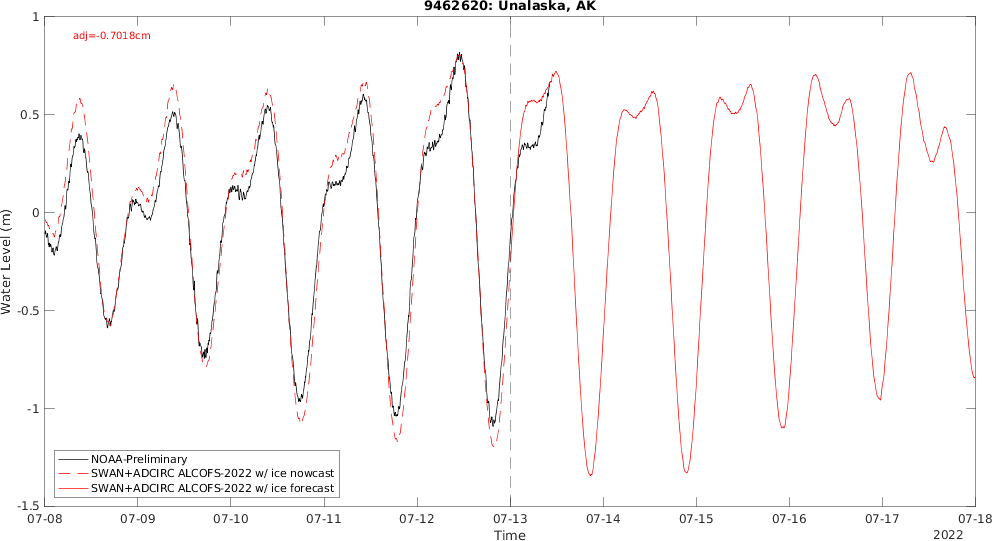 9462620: Unalaska, AK
adj=-0.7018cm
Water Level (m)
1
0.5
0
-0.5
-1
-1.5
NOAA-Preliminary
SWAN+ADCIRC ALCOFS-2022 w/ ice nowcast
SWAN+ADCIRC ALCOFS-2022 w/ ice forecast
07-08 07-09 07-10 07-11 07-12 07-13 07-14 07-15 07-16 07-17 07-18
Time
2022